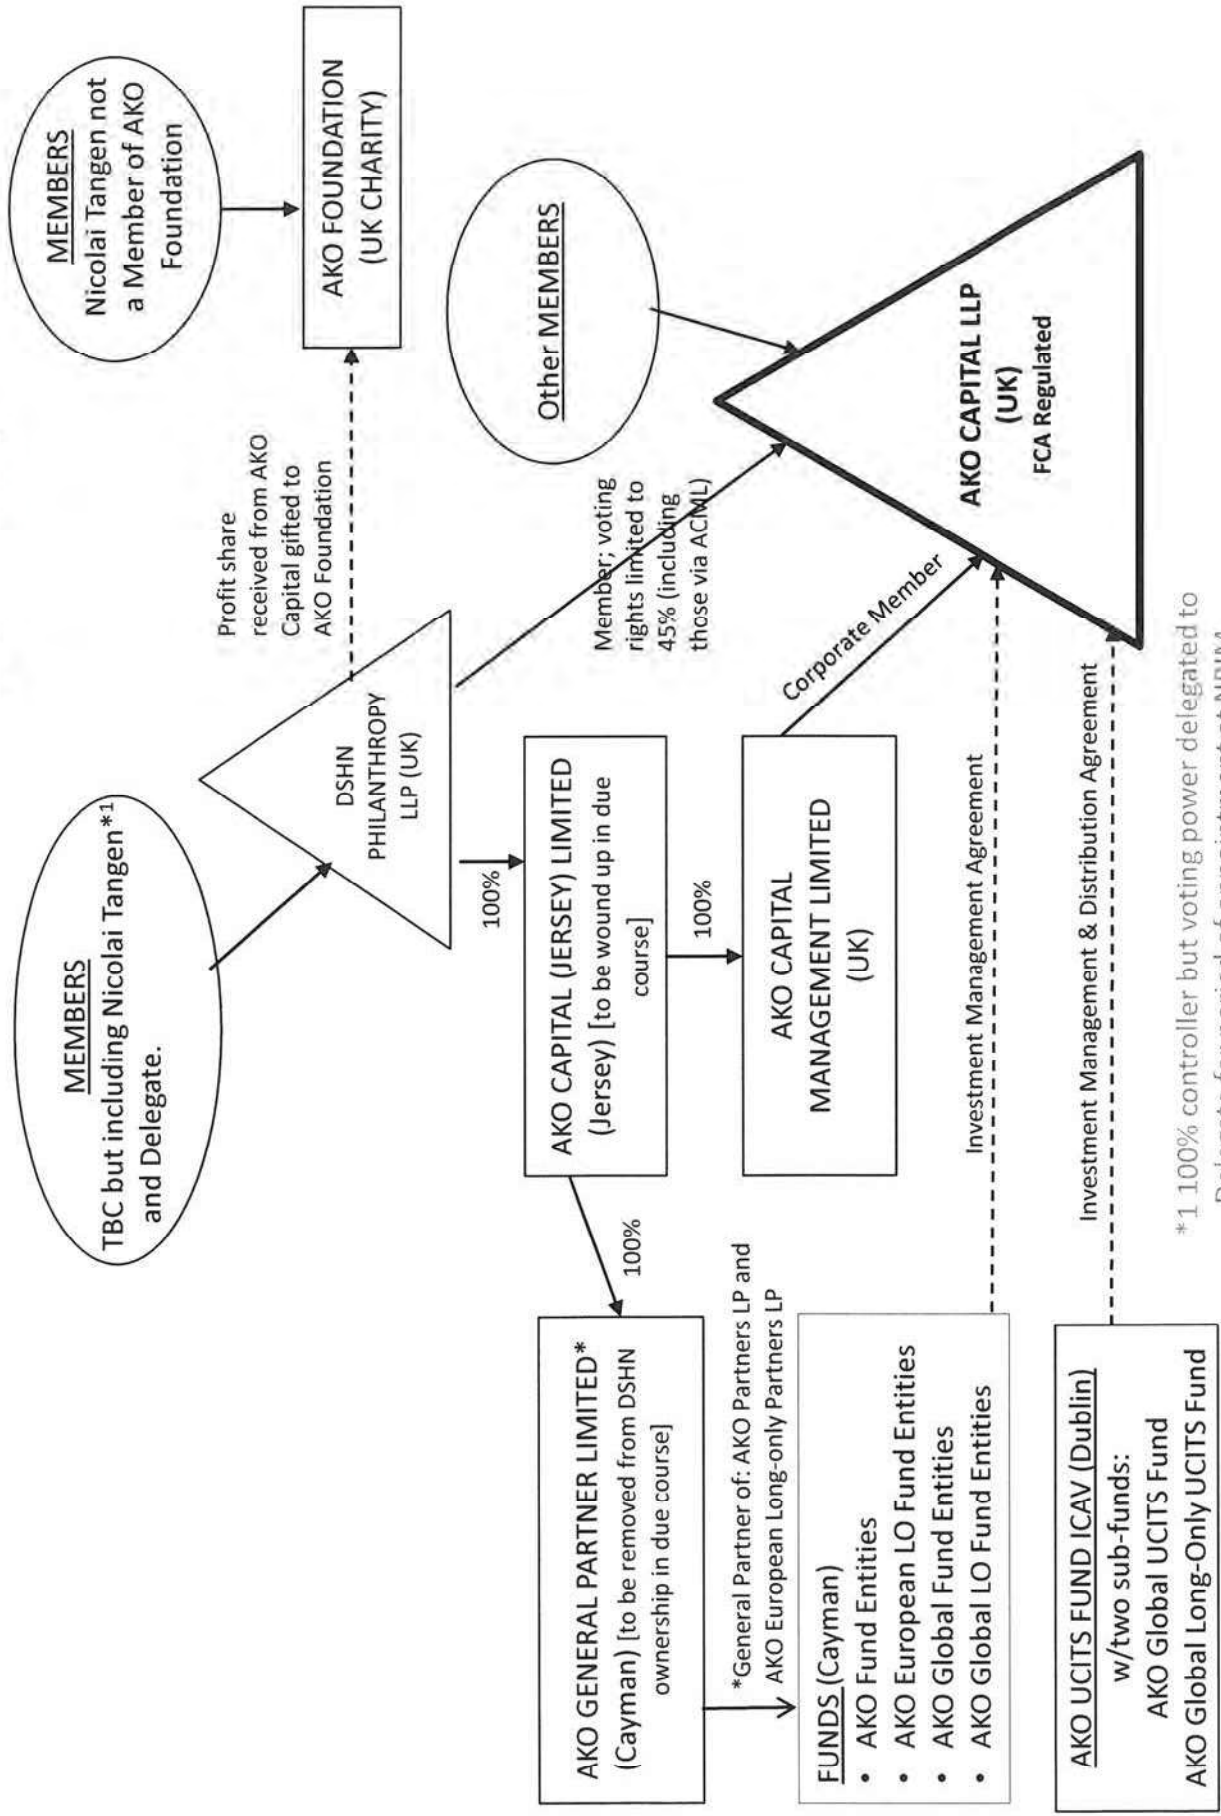 MEMBERS
TBC but including Nicolai Tangen*1
and Delegate.
MEMBERS
Nicolai Tangen not
a Member of AKO
Foundation
DSHN
PHILANTHROPY
LLP (UK)
Profit share
received from AKO
Capital gifted to
AKO Foundation
AKO FOUNDATION
(UK CHARITY)
100%
Member; voting
rights limited to
45% (including
those via ACML)
Other MEMBERS
AKO GENERAL PARTNER LIMITED*
(Cayman) [to be removed from DSHN
ownership in due course]
100%
AKO CAPITAL (JERSEY) LIMITED
(Jersey) [to be wound up in due
course]
100%
*General Partner of: AKO Partners LP and
AKO European Long-only Partners LP
AKO CAPITAL
MANAGEMENT LIMITED
(UK)
Corporate Member
FUNDS (Cayman)
• AKO Fund Entities
• AKO European LO Fund Entities
• AKO Global Fund Entities
• AKO Global LO Fund Entities
Investment Management Agreement
AKO CAPITAL LLP
(UK)
FCA Regulated
AKO UCITS FUND ICAV (Dublin)
w/two sub-funds:
AKO Global UCITS Fund
AKO Global Long-Only UCITS Fund
Investment Management & Distribution Agreement
*1 100% controller but voting power delegated to
Delegate for period of appointment at NBIM